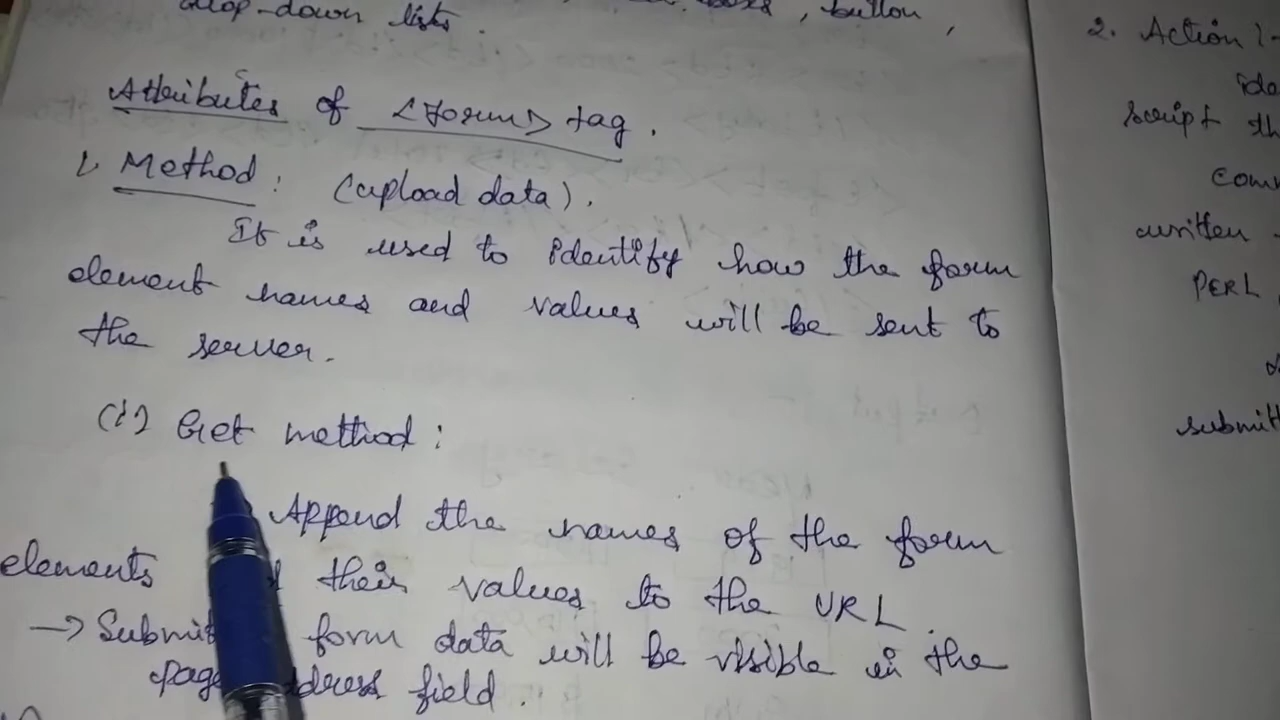 drop-down lists. button,
Attributes of <form> tag.
1. Method: (upload data).
It is used to identify how the form
element names and values will be sent to
the server.
(i) Get method:
Append the names of the form
elements their values to the URL.
→ Submit form data will be visible in the
page address field.
2. Action:-
script
written
PERL